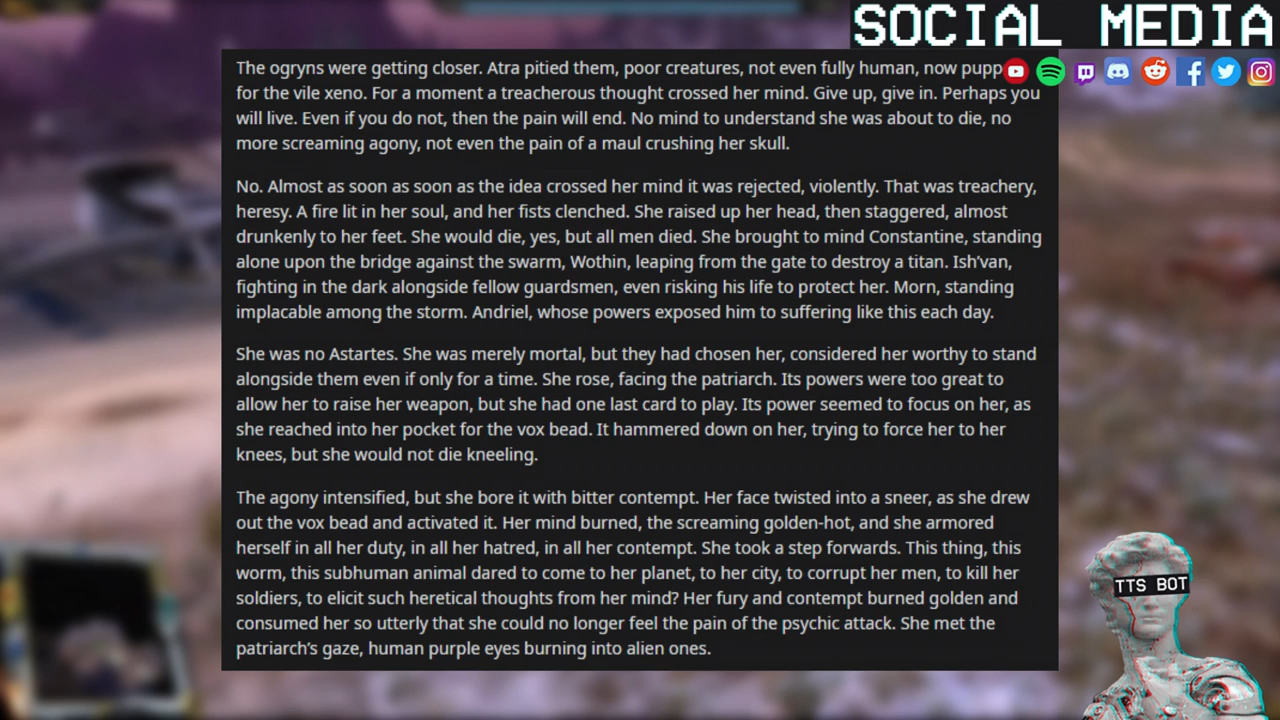 SOCIAL MEDIA
The ogryns were getting closer. Atra pitied them, poor creatures, not even fully human, now pupp
for the vile xeno. For a moment a treacherous thought crossed her mind. Give up, give in. Perhaps you
will live. Even if you do not, then the pain will end. No mind to understand she was about to die, no
more screaming agony, not even the pain of a maul crushing her skull.
No. Almost as soon as soon as the idea crossed her mind it was rejected, violently. That was treachery,
heresy. A fire lit in her soul, and her fists clenched. She raised up her head, then staggered, almost
drunkenly to her feet. She would die, yes, but all men died. She brought to mind Constantine, standing
alone upon the bridge against the swarm, Wothin, leaping from the gate to destroy a titan. Ish’van,
fighting in the dark alongside fellow guardsmen, even risking his life to protect her. Morn, standing
implacable among the storm. Andriel, whose powers exposed him to suffering like this each day.
She was no Astartes. She was merely mortal, but they had chosen her, considered her worthy to stand
alongside them even if only for a time. She rose, facing the patriarch. Its powers were too great to
allow her to raise her weapon, but she had one last card to play. Its power seemed to focus on her, as
she reached into her pocket for the vox bead. It hammered down on her, trying to force her to her
knees, but she would not die kneeling.
The agony intensified, but she bore it with bitter contempt. Her face twisted into a sneer, as she drew
out the vox bead and activated it. Her mind burned, the screaming golden-hot, and she armored
herself in all her duty, in all her hatred, in all her contempt. She took a step forwards. This thing, this
worm, this subhuman animal dared to come to her planet, to her city, to corrupt her men, to kill her
soldiers, to elicit such heretical thoughts from her mind? Her fury and contempt burned golden and
consumed her so utterly that she could no longer feel the pain of the psychic attack. She met the
patriarch’s gaze, human purple eyes burning into alien ones.
TTS BOT